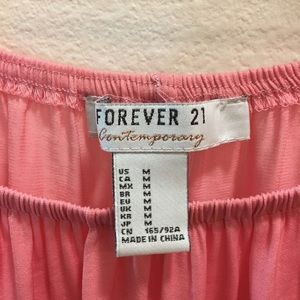 FOREVER 21
Contemporary
US M
CA M
MX M
BR M
EU M
UK M
KR M
JP M
CN 165/92A
MADE IN CHINA